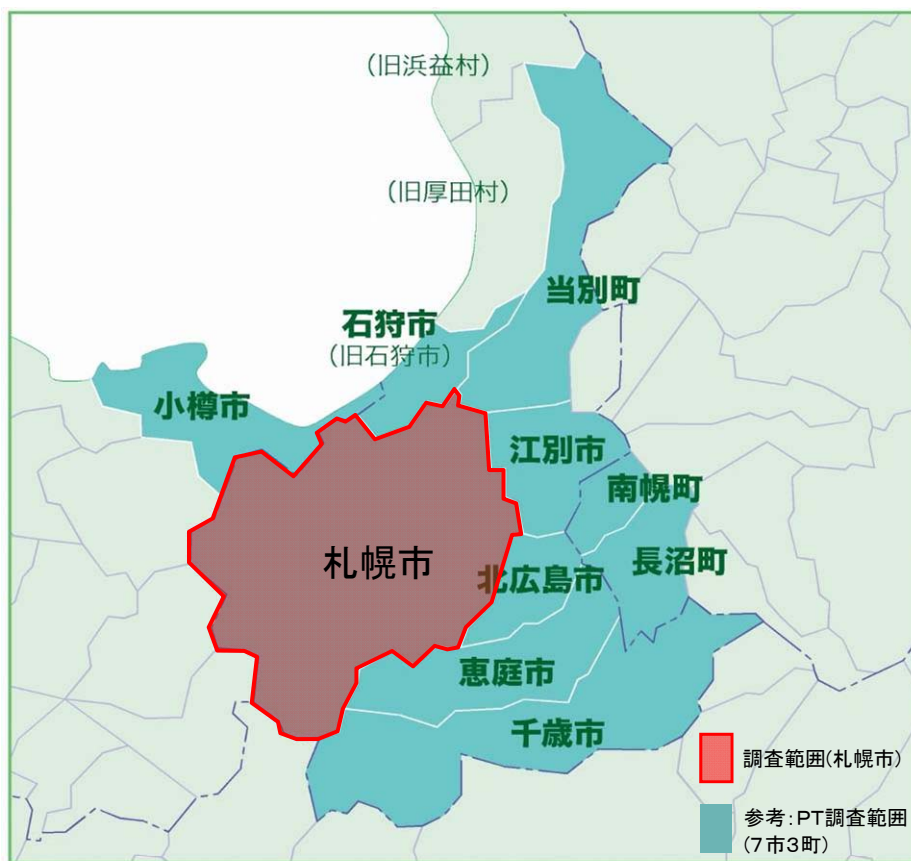 (旧浜益村)
(旧厚田村)
当別町
石狩市
(旧石狩市)
小樽市
江別市
南幌町
札幌市
北広島市
長沼町
恵庭市
千歳市
調査範囲(札幌市)
参考:PT調査範囲
(7市3町)